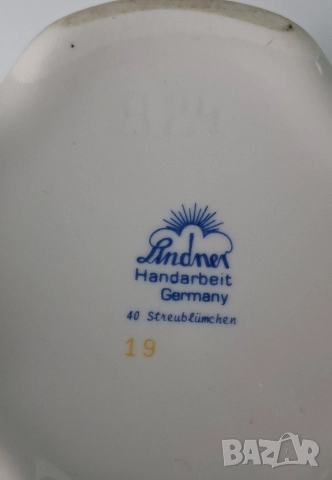 Lindner
Handarbeit
Germany
40 Streublümchen
19
BAZAR